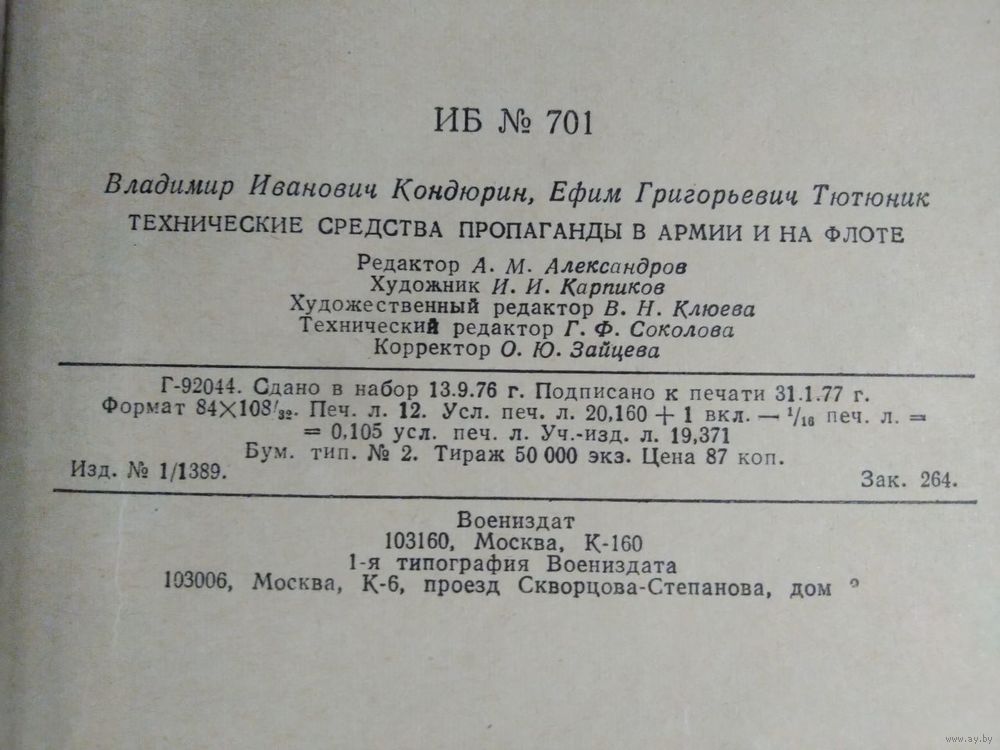 ИБ № 701
Владимир Иванович Кондюрин, Ефим Григорьевич Тютюник
ТЕХНИЧЕСКИЕ СРЕДСТВА ПРОПАГАНДЫ В АРМИИ И НА ФЛОТЕ
Редактор А. М. Александров
Художник И. И. Карпиков
Художественный редактор В. Н. Клюева
Технический редактор Г. Ф. Соколова
Корректор О. Ю. Зайцева
Г-92044. Сдано в набор 13.9.76 г. Подписано к печати 31.1.77 г.
Формат 84×108/32. Печ. л. 12. Усл. печ. л. 20,160 + 1 вкл. — 1/16 печ. л. =
= 0,105 усл. печ. л. Уч.-изд. л. 19,371
Бум. тип. № 2. Тираж 50 000 экз. Цена 87 коп.
Изд. № 1/1389.
Зак. 264.
Воениздат
103160, Москва, К-160
1-я типография Воениздата
103006, Москва, К-6, проезд Скворцова-Степанова, дом
www.ay.by